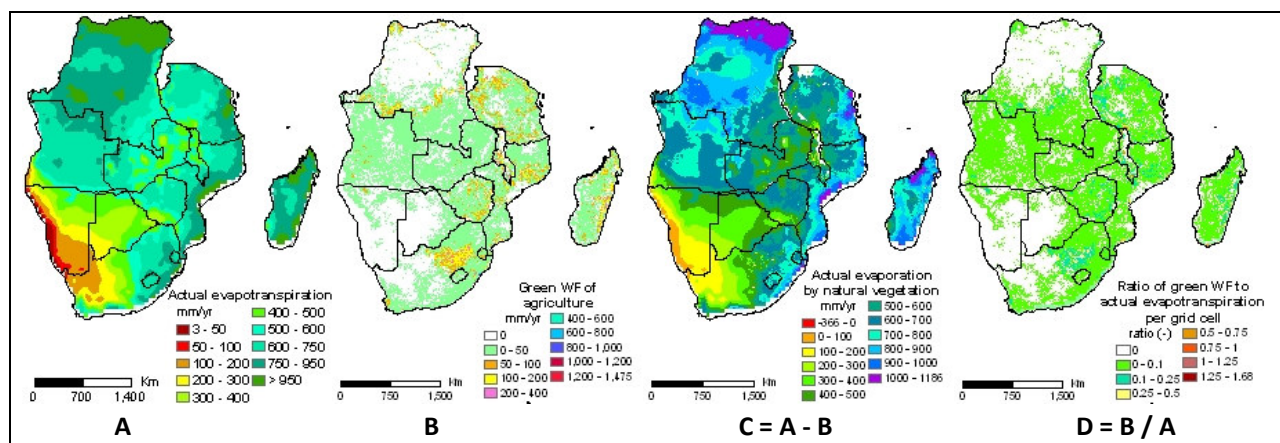 Actual evapotranspiration
mm/yr
3 - 50
50 - 100
100 - 200
200 - 300
300 - 400
400 - 500
500 - 600
600 - 750
750 - 950
> 950
Km
0 700 1,400
A
Green WF of
agriculture
0
0-50
50 - 100
100 - 200
200 - 400
400 - 600
600 - 800
800 - 1,000
1,000 - 1,200
1,200 - 1,475
Km
0 750 1,500
B
Actual evaporation
by natural vegetation
mm/yr
-366 - 0
0 - 100
100 - 200
200 - 300
300 - 400
400-500
500 - 600
600 - 700
700 - 800
800 - 900
900 - 1000
1000 - 1186
Km
0 750 1,500
C = A - B
Ratio of green WF to
actual evapotranspiration
per grid cell
ratio (-)
0
0 - 0.1
0.1 - 0.25
0.25 - 0.5
0.5 - 0.75
0.75 - 1
1 - 1.25
1.25 - 1.68
Km
0 750 1,500
D = B / A